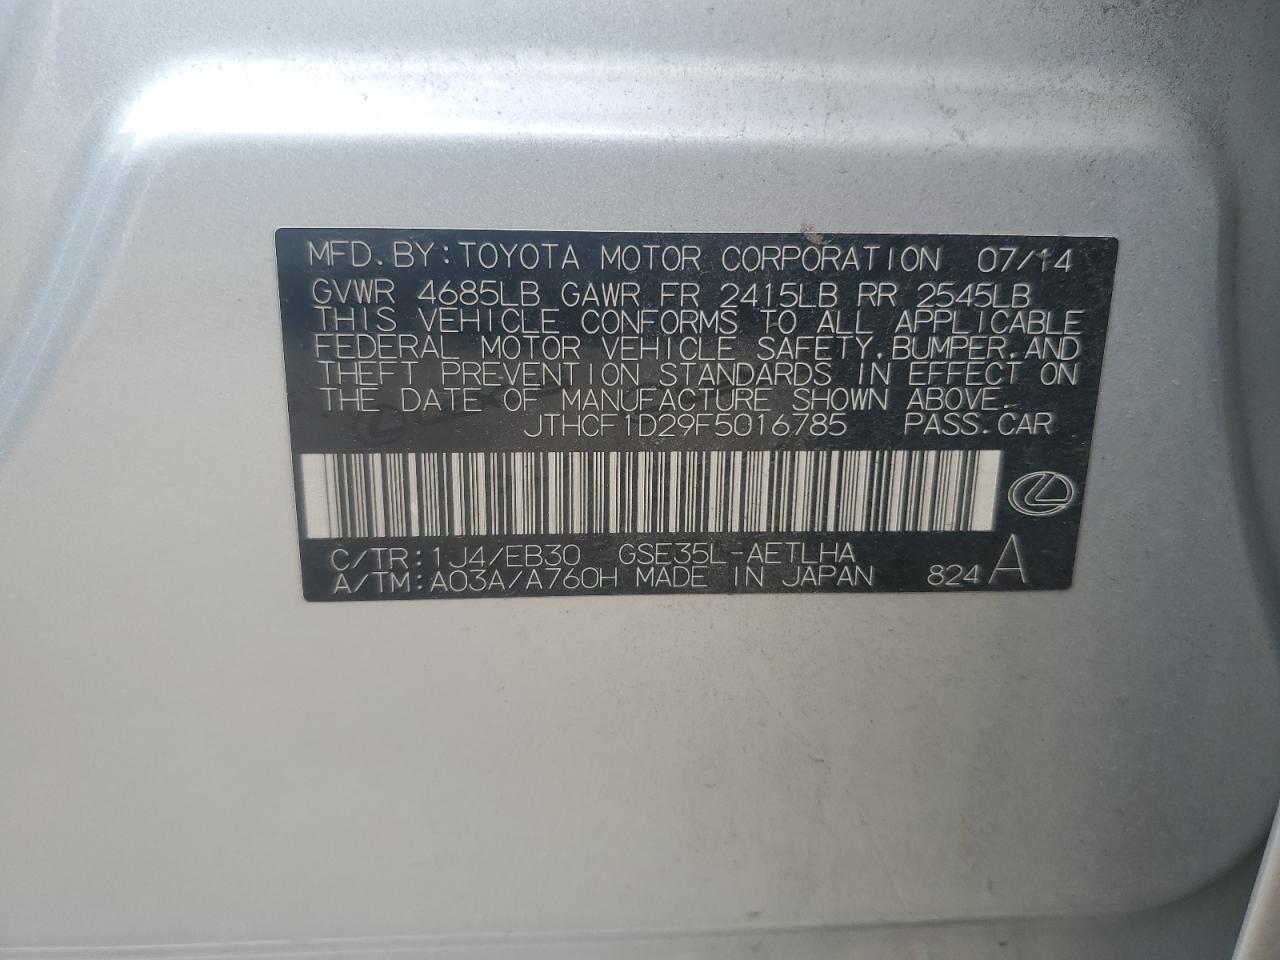 MFD.BY:TOYOTA MOTOR CORPORATION 07/14
GVWR 4685LB GAWR FR 2415LB RR 2545LB
THIS VEHICLE CONFORMS TO ALL APPLICABLE
FEDERAL MOTOR VEHICLE SAFETY,BUMPER,AND
THEFT PREVENTION STANDARDS IN EFFECT ON
THE DATE OF MANUFACTURE SHOWN ABOVE.
JTHCF1D29F5016785 PASS.CAR
C/TR:1J4/EB30 GSE35L-AETLHA
A/TM:A03A/A760H MADE IN JAPAN 824 A